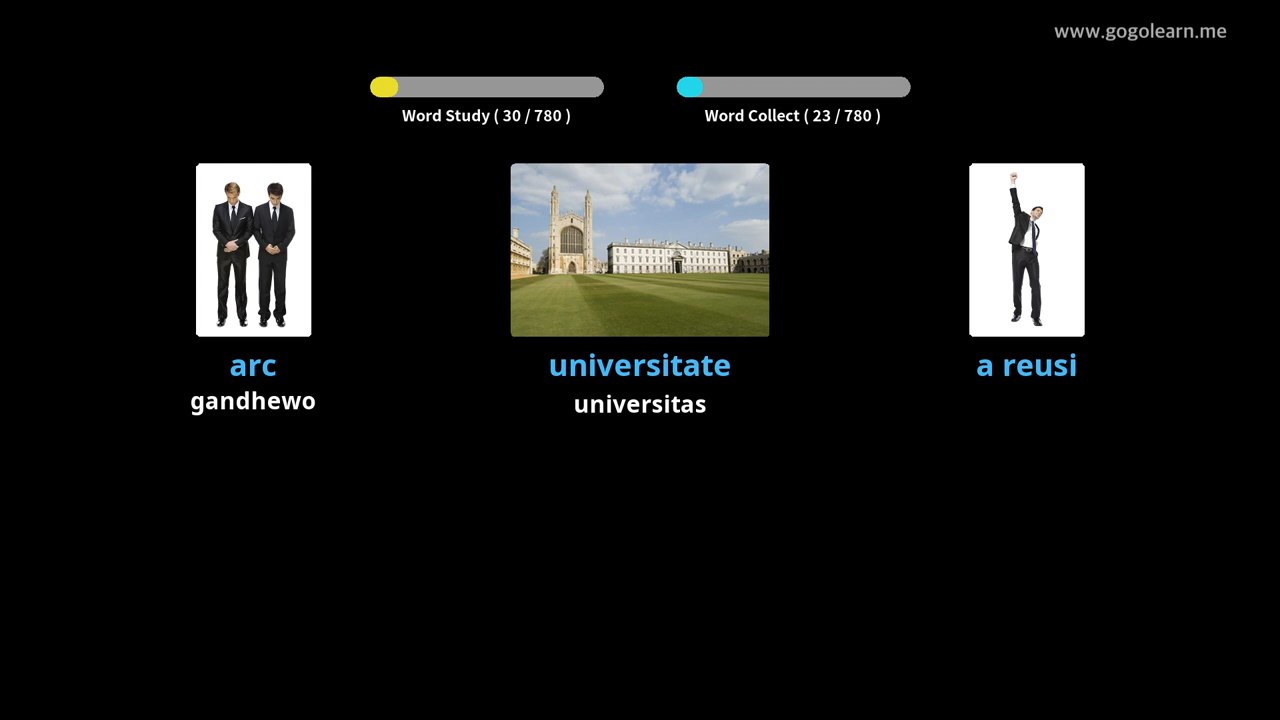 www.gogolearn.me
Word Study ( 30 / 780 )
Word Collect ( 23 / 780 )
arc
gandhewo
universitate
universitas
a reusi